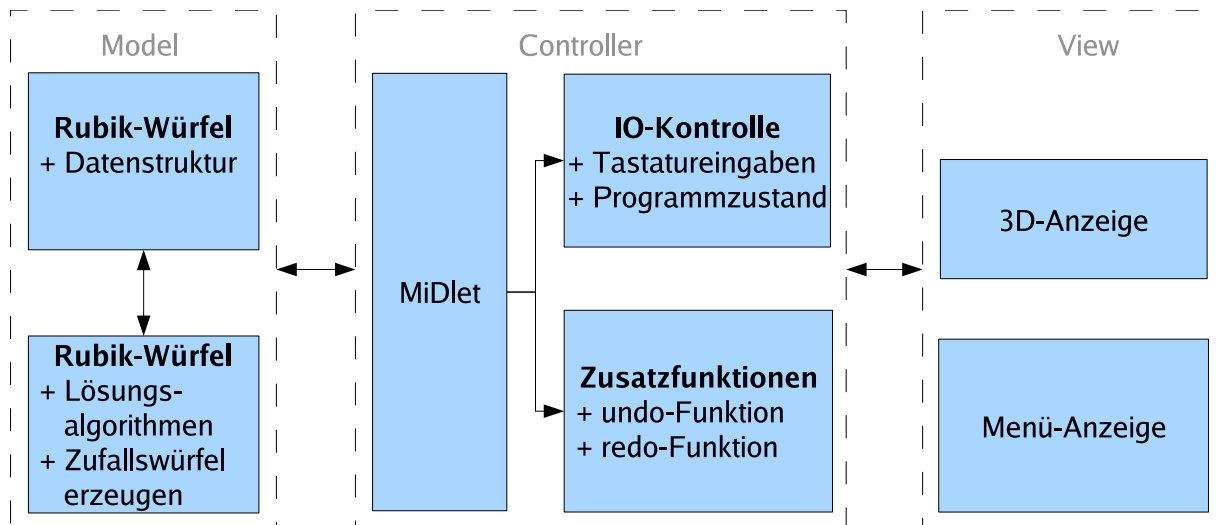 Model
Rubik-Würfel
+ Datenstruktur
Rubik-Würfel
+ Lösungs-
algorithmen
+ Zufallswürfel
erzeugen
Controller
MiDlet
IO-Kontrolle
+ Tastatureingaben
+ Programmzustand
Zusatzfunktionen
+ undo-Funktion
+ redo-Funktion
View
3D-Anzeige
Menü-Anzeige